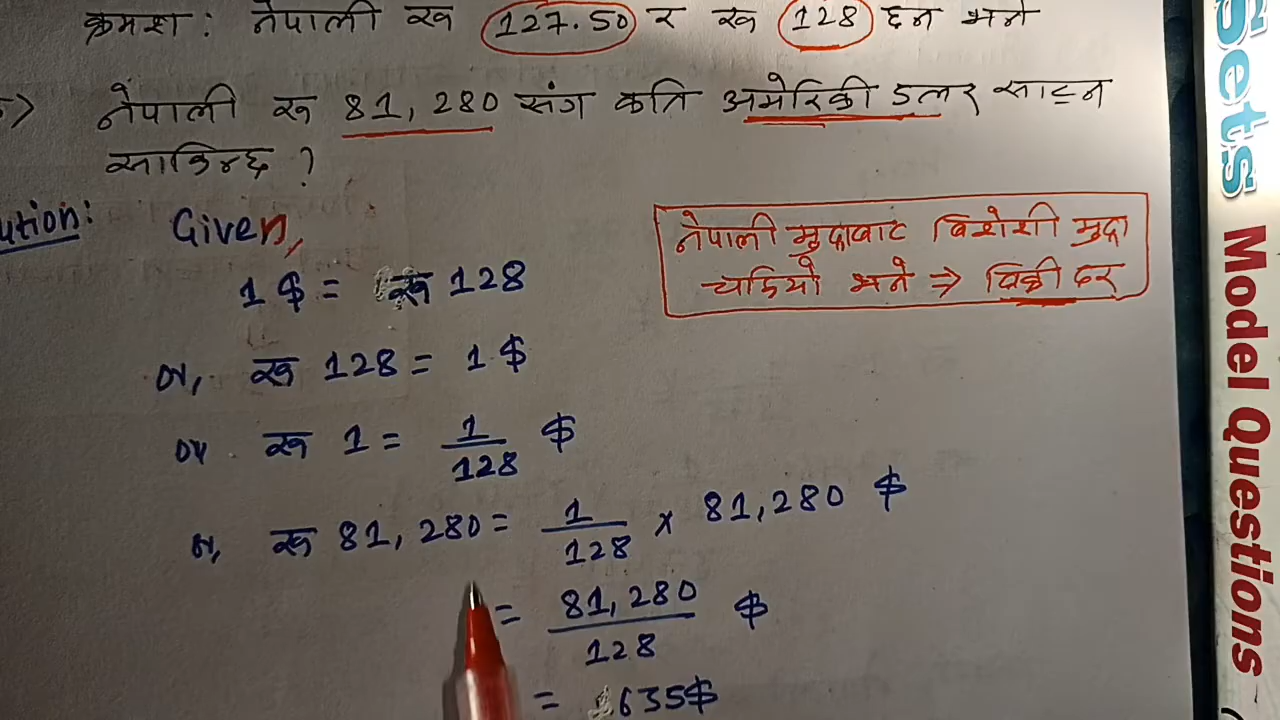 क्रमश: नेपाली रू 127.50 र रू 128 छन भने
नेपाली रू 81,280 संग कति अमेरिकी डलर साट्न
साकिन्छ ?
ution: Given,
नेपाली मुद्राबाट विदेशी मुद्रा
चाहियो भने ⇒ बिक्री दर
1 $ = रू 128
or, रू 128 = 1 $
or रू 1 = 1/128 $
or, रू 81,280 = 1/128 × 81,280 $
= 81,280/128 $
= 635$
Sets
Model Questions